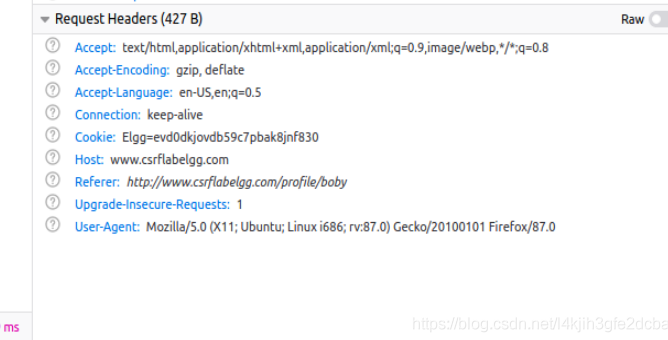 Request Headers (427 B)
Raw
Accept: text/html,application/xhtml+xml,application/xml;q=0.9,image/webp,*/*;q=0.8
Accept-Encoding: gzip, deflate
Accept-Language: en-US,en;q=0.5
Connection: keep-alive
Cookie: Elgg=evd0dkjovdb59c7pbak8jnf830
Host: www.csrflabelgg.com
Referer: http://www.csrflabelgg.com/profile/boby
Upgrade-Insecure-Requests: 1
User-Agent: Mozilla/5.0 (X11; Ubuntu; Linux i686; rv:87.0) Gecko/20100101 Firefox/87.0
ms
https://blog.csdn.net/l4kjih3gfe2dcba